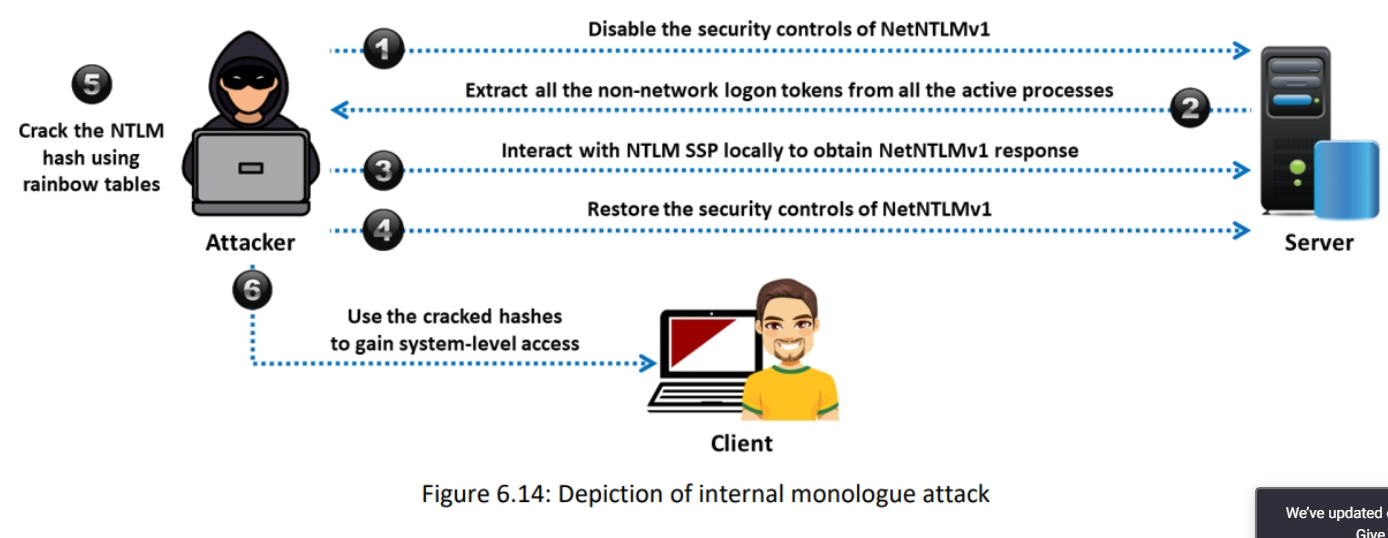 Disable the security controls of NetNTLMv1
1
Extract all the non-network logon tokens from all the active processes
2
5
Crack the NTLM
hash using
rainbow tables
Interact with NTLM SSP locally to obtain NetNTLMv1 response
3
Restore the security controls of NetNTLMv1
4
Attacker
Server
6
Use the cracked hashes
to gain system-level access
Client
Figure 6.14: Depiction of internal monologue attack
We've updated
Give